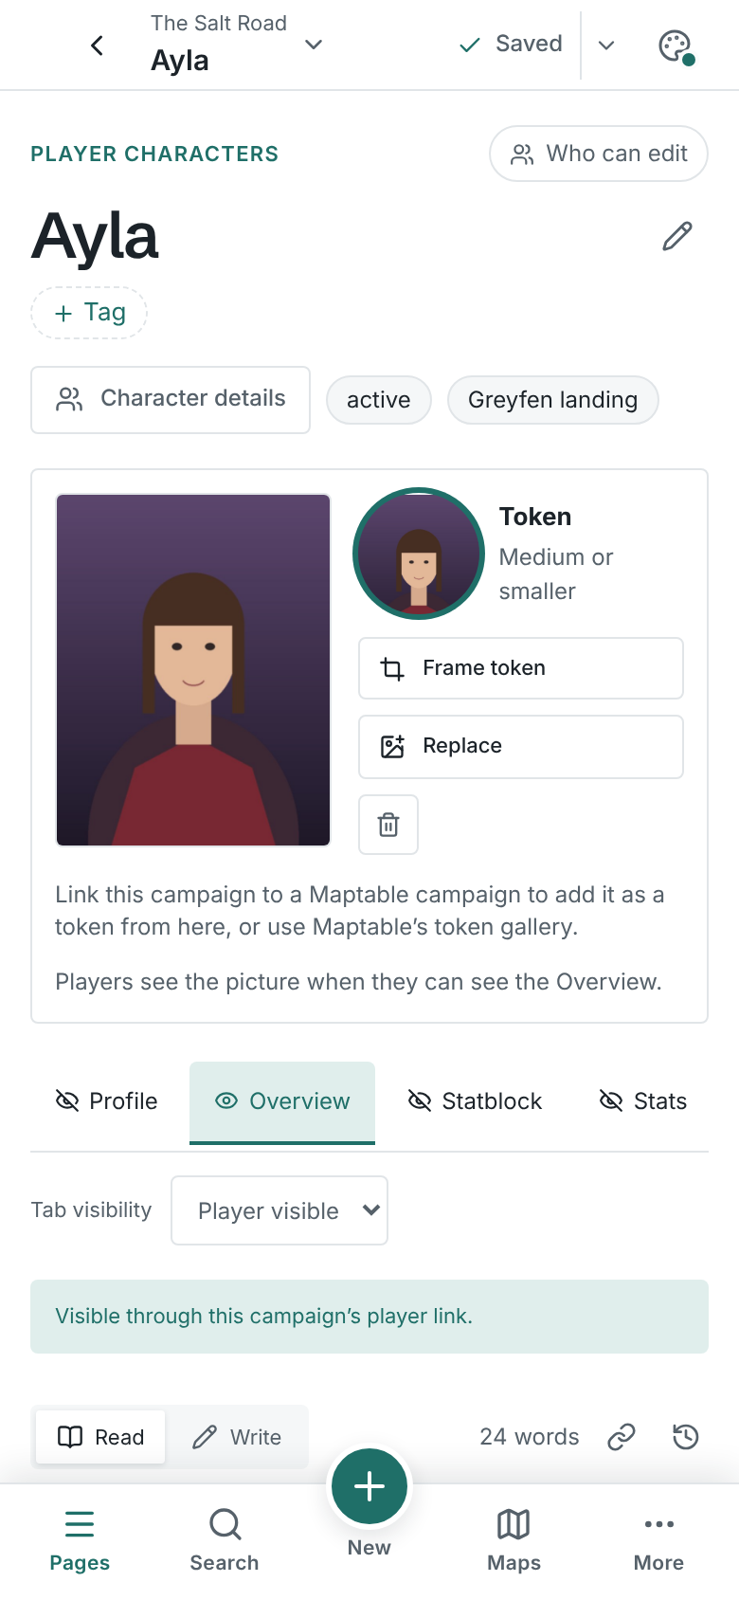 The Salt Road
Ayla
Saved
PLAYER CHARACTERS
Who can edit
Ayla
+ Tag
Character details
active
Greyfen landing
Token
Medium or
smaller
Frame token
Replace
Link this campaign to a Maptable campaign to add it as a
token from here, or use Maptable’s token gallery.
Players see the picture when they can see the Overview.
Profile
Overview
Statblock
Stats
Tab visibility
Player visible
Visible through this campaign’s player link.
Read
Write
24 words
Pages
Search
New
Maps
More